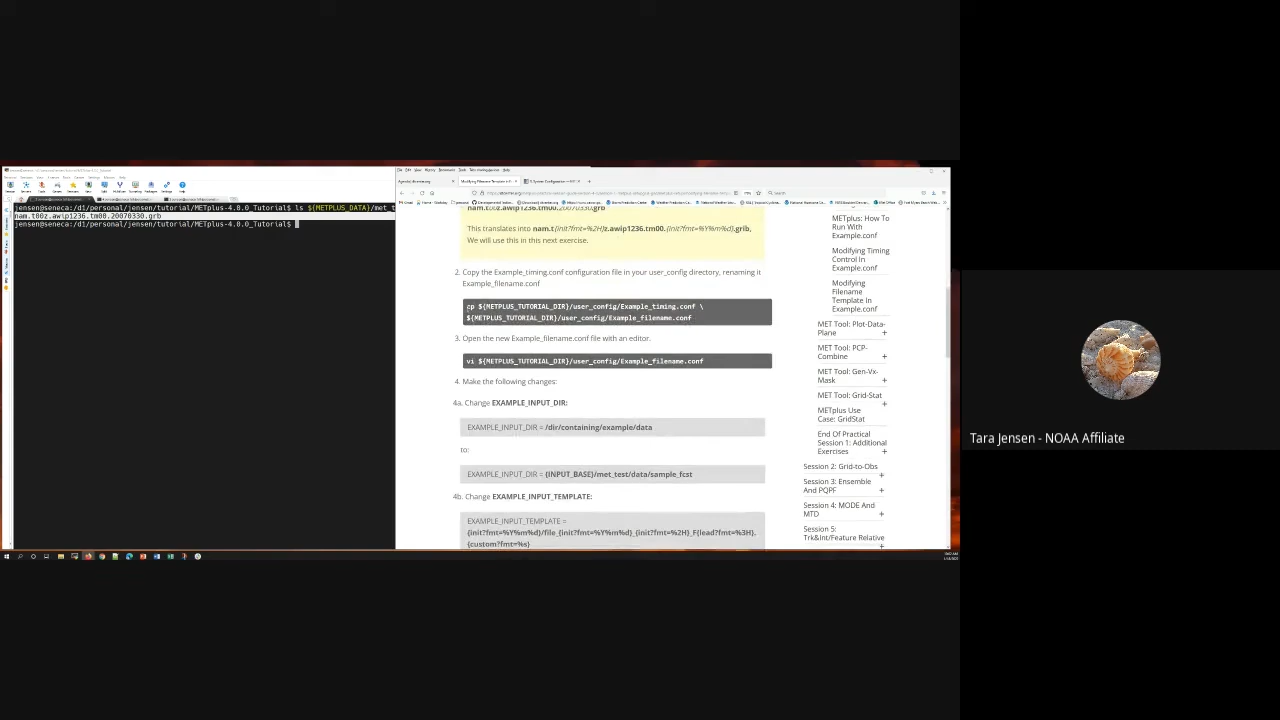 jensen@seneca:/d1/personal/jensen/tutorial/METplus-4.0.0_Tutorial$ ls ${METPLUS_DATA}/met_t
nam.t00z.awip1236.tm00.20070330.grb
jensen@seneca:/d1/personal/jensen/tutorial/METplus-4.0.0_Tutorial$
nam.t00z.awip1236.tm00.20070330.grb
This translates into nam.t{init?fmt=%2H}z.awip1236.tm00.{init?fmt=%Y%m%d}.grib,
We will use this in this next exercise.
2. Copy the Example_timing.conf configuration file in your user_config directory, renaming it
Example_filename.conf
cp ${METPLUS_TUTORIAL_DIR}/user_config/Example_timing.conf \
${METPLUS_TUTORIAL_DIR}/user_config/Example_filename.conf
3. Open the new Example_filename.conf file with an editor.
vi ${METPLUS_TUTORIAL_DIR}/user_config/Example_filename.conf
4. Make the following changes:
4a. Change EXAMPLE_INPUT_DIR:
EXAMPLE_INPUT_DIR = /dir/containing/example/data
to:
EXAMPLE_INPUT_DIR = {INPUT_BASE}/met_test/data/sample_fcst
4b. Change EXAMPLE_INPUT_TEMPLATE:
EXAMPLE_INPUT_TEMPLATE =
{init?fmt=%Y%m%d}/file_{init?fmt=%Y%m%d}_{init?fmt=%2H}_F{lead?fmt=%3H}.
{custom?fmt=%s}
METplus: How To
Run With
Example.conf
Modifying Timing
Control In
Example.conf
Modifying
Filename
Template In
Example.conf
MET Tool: Plot-Data-
Plane +
MET Tool: PCP-
Combine +
MET Tool: Gen-Vx-
Mask +
MET Tool: Grid-Stat
+
METplus Use
Case: GridStat
End Of Practical
Session 1: Additional
Exercises +
Session 2: Grid-to-Obs
+
Session 3: Ensemble
And PQPF +
Session 4: MODE And
MTD +
Session 5:
Trk&Int/Feature Relative
+
Tara Jensen - NOAA Affiliate